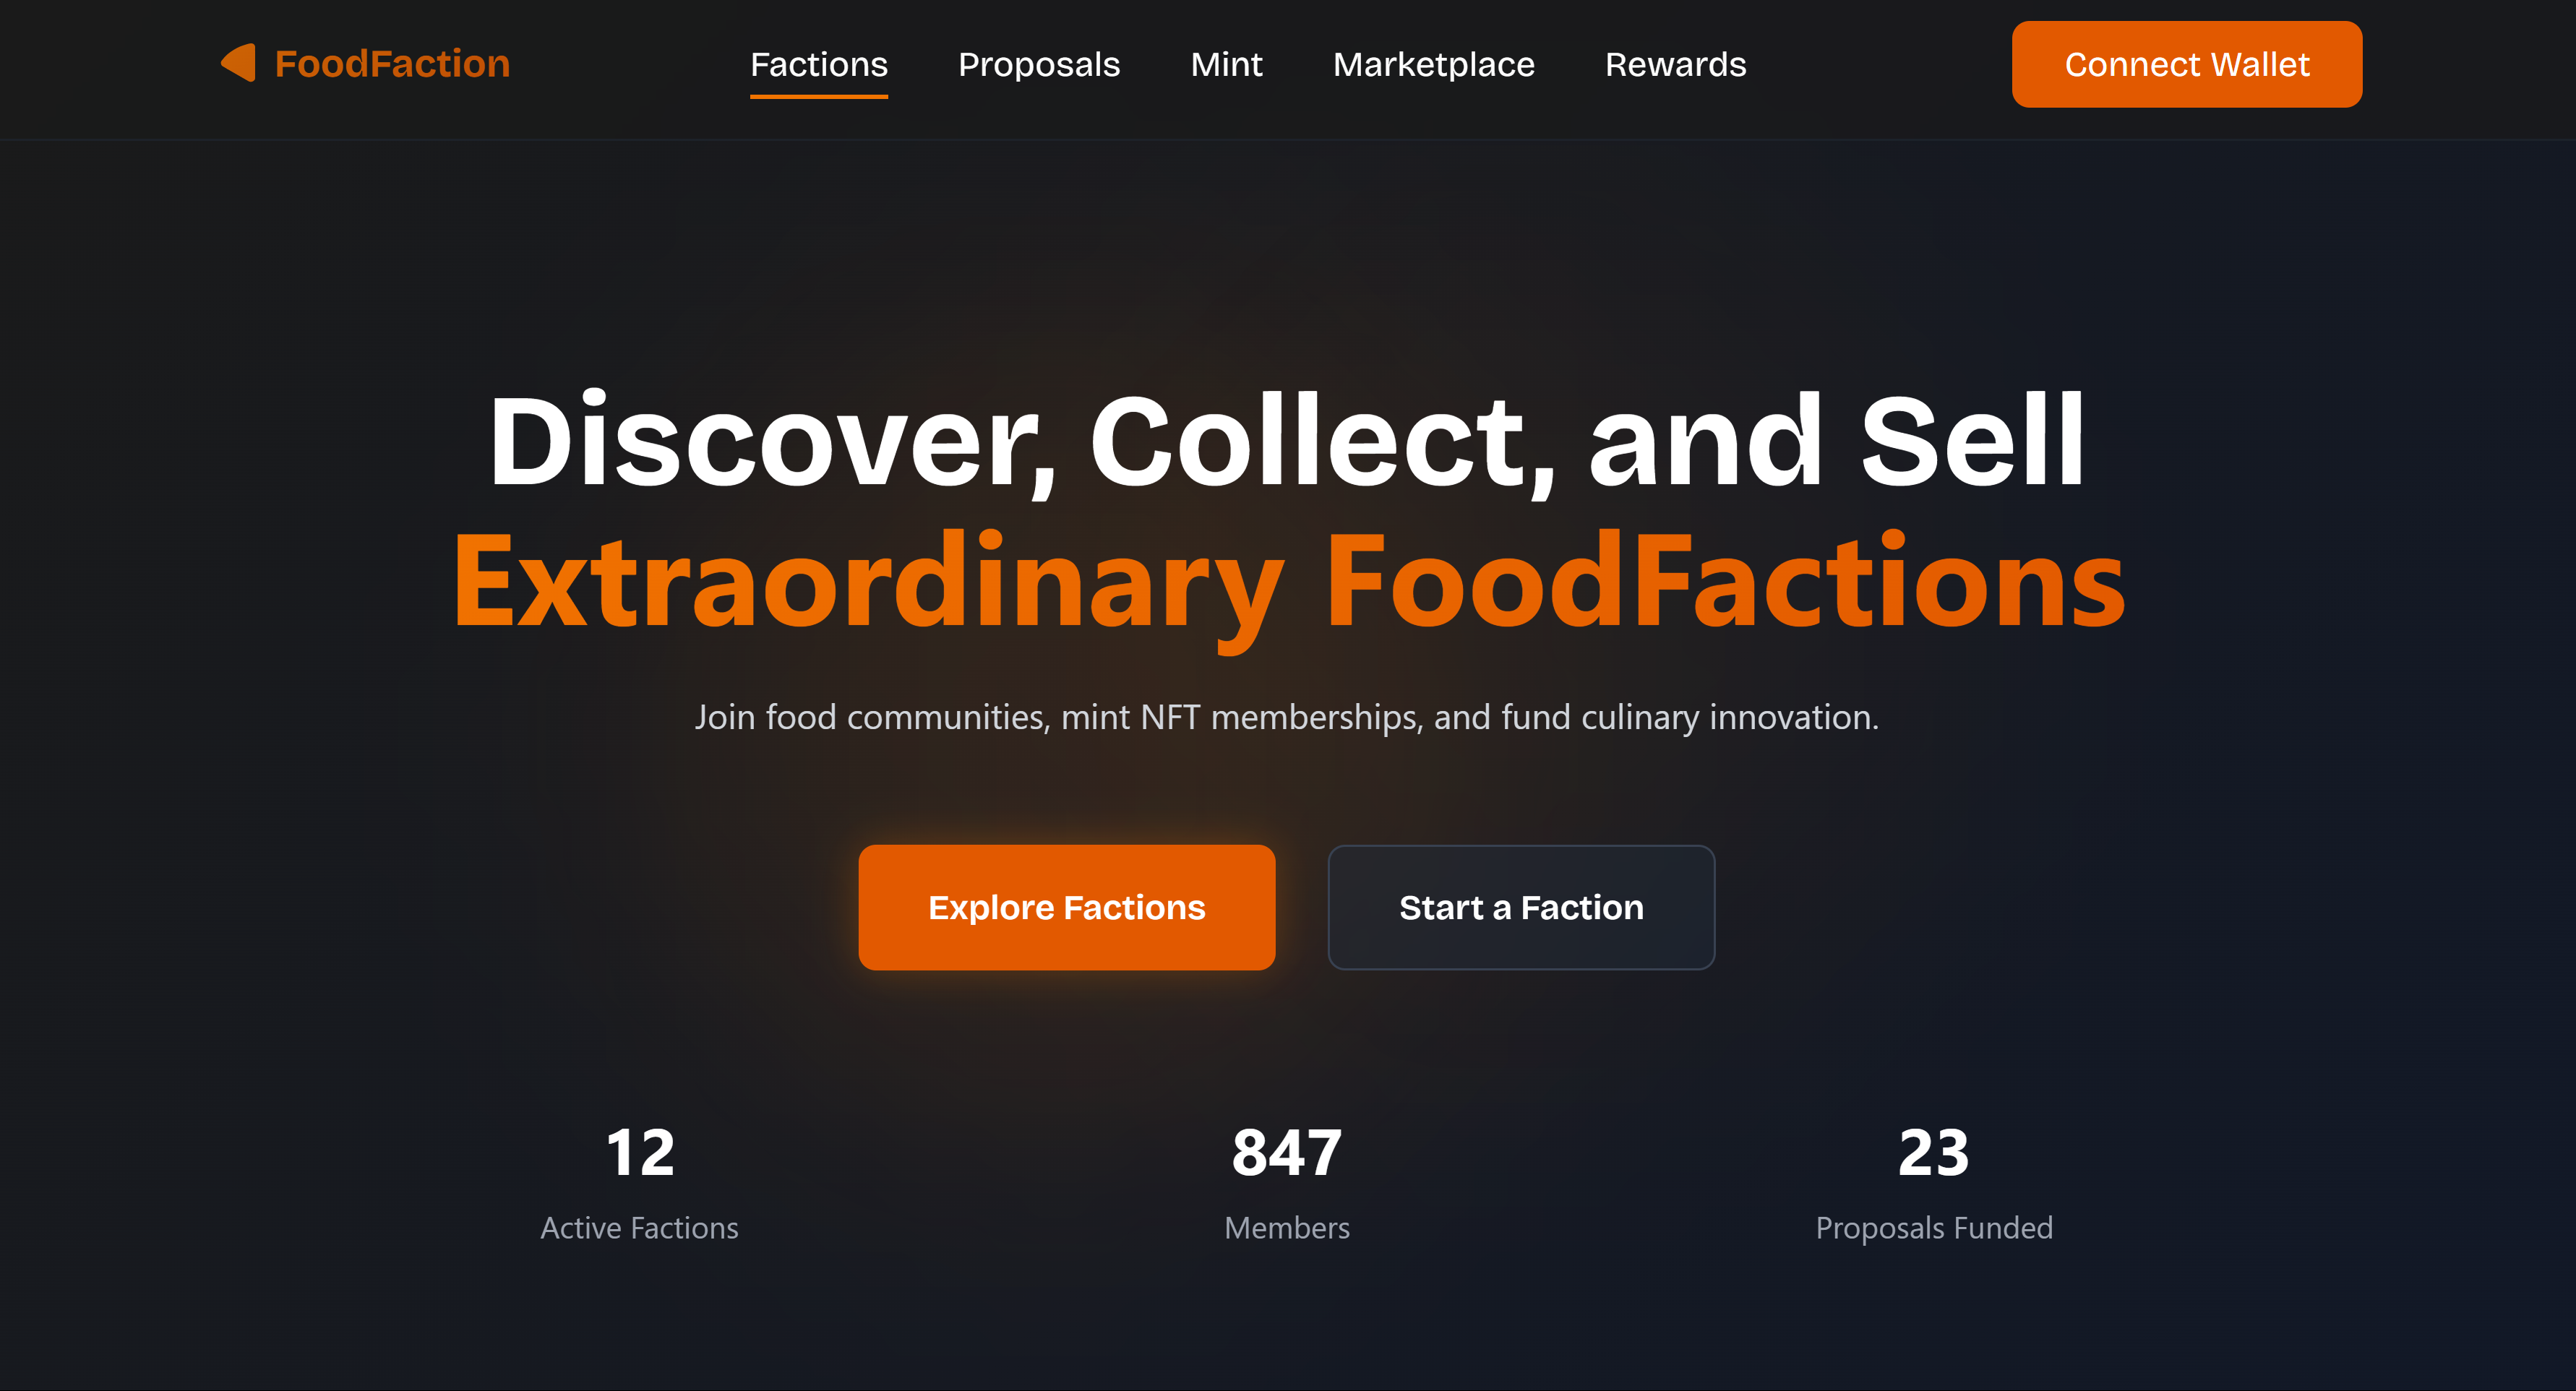 FoodFaction
Factions
Proposals
Mint
Marketplace
Rewards
Connect Wallet
Discover, Collect, and Sell
Extraordinary FoodFactions
Join food communities, mint NFT memberships, and fund culinary innovation.
Explore Factions
Start a Faction
12
Active Factions
847
Members
23
Proposals Funded